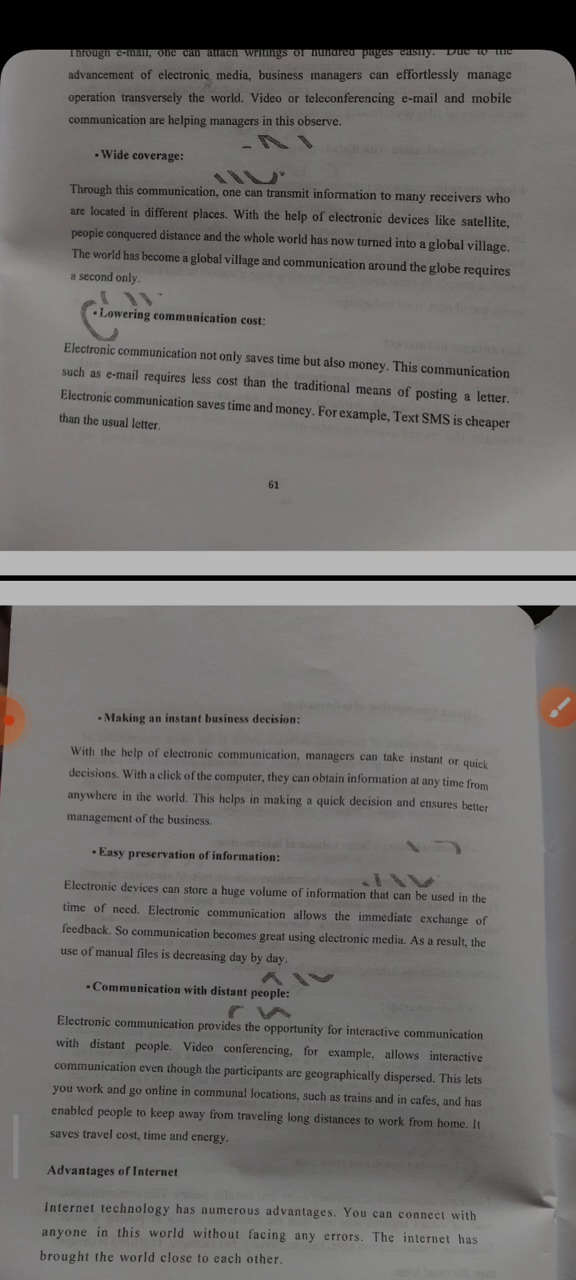 Through e-mail, one can attach writings of hundred pages easily. Due to the
advancement of electronic media, business managers can effortlessly manage
operation transversely the world. Video or teleconferencing e-mail and mobile
communication are helping managers in this observe.
• Wide coverage:
Through this communication, one can transmit information to many receivers who
are located in different places. With the help of electronic devices like satellite,
people conquered distance and the whole world has now turned into a global village.
The world has become a global village and communication around the globe requires
a second only.
• Lowering communication cost:
Electronic communication not only saves time but also money. This communication
such as e-mail requires less cost than the traditional means of posting a letter.
Electronic communication saves time and money. For example, Text SMS is cheaper
than the usual letter.
61
• Making an instant business decision:
With the help of electronic communication, managers can take instant or quick
decisions. With a click of the computer, they can obtain information at any time from
anywhere in the world. This helps in making a quick decision and ensures better
management of the business.
• Easy preservation of information:
Electronic devices can store a huge volume of information that can be used in the
time of need. Electronic communication allows the immediate exchange of
feedback. So communication becomes great using electronic media. As a result, the
use of manual files is decreasing day by day.
• Communication with distant people:
Electronic communication provides the opportunity for interactive communication
with distant people. Video conferencing, for example, allows interactive
communication even though the participants are geographically dispersed. This lets
you work and go online in communal locations, such as trains and in cafes, and has
enabled people to keep away from traveling long distances to work from home. It
saves travel cost, time and energy.
Advantages of Internet
Internet technology has numerous advantages. You can connect with
anyone in this world without facing any errors. The internet has
brought the world close to each other.